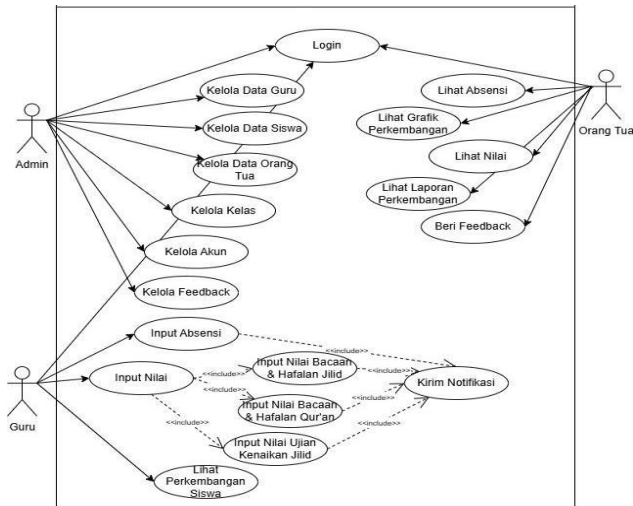 Login
Kelola Data Guru
Lihat Absensi
Kelola Data Siswa
Lihat Grafik
Perkembangan
Admin
Orang Tua
Kelola Data Orang
Tua
Lihat Nilai
Lihat Laporan
Perkembangan
Kelola Kelas
Beri Feedback
Kelola Akun
Kelola Feedback
Input Absensi
<<include>>
Input Nilai
<<include>>
Input Nilai Bacaan
& Hafalan Jilid
<<include>>
Kirim Notifikasi
<<include>>
Input Nilai Bacaan
& Hafalan Qur'an
<<include>>
Guru
<<include>>
Input Nilai Ujian
Kenaikan Jilid
<<include>>
Lihat
Perkembangan
Siswa